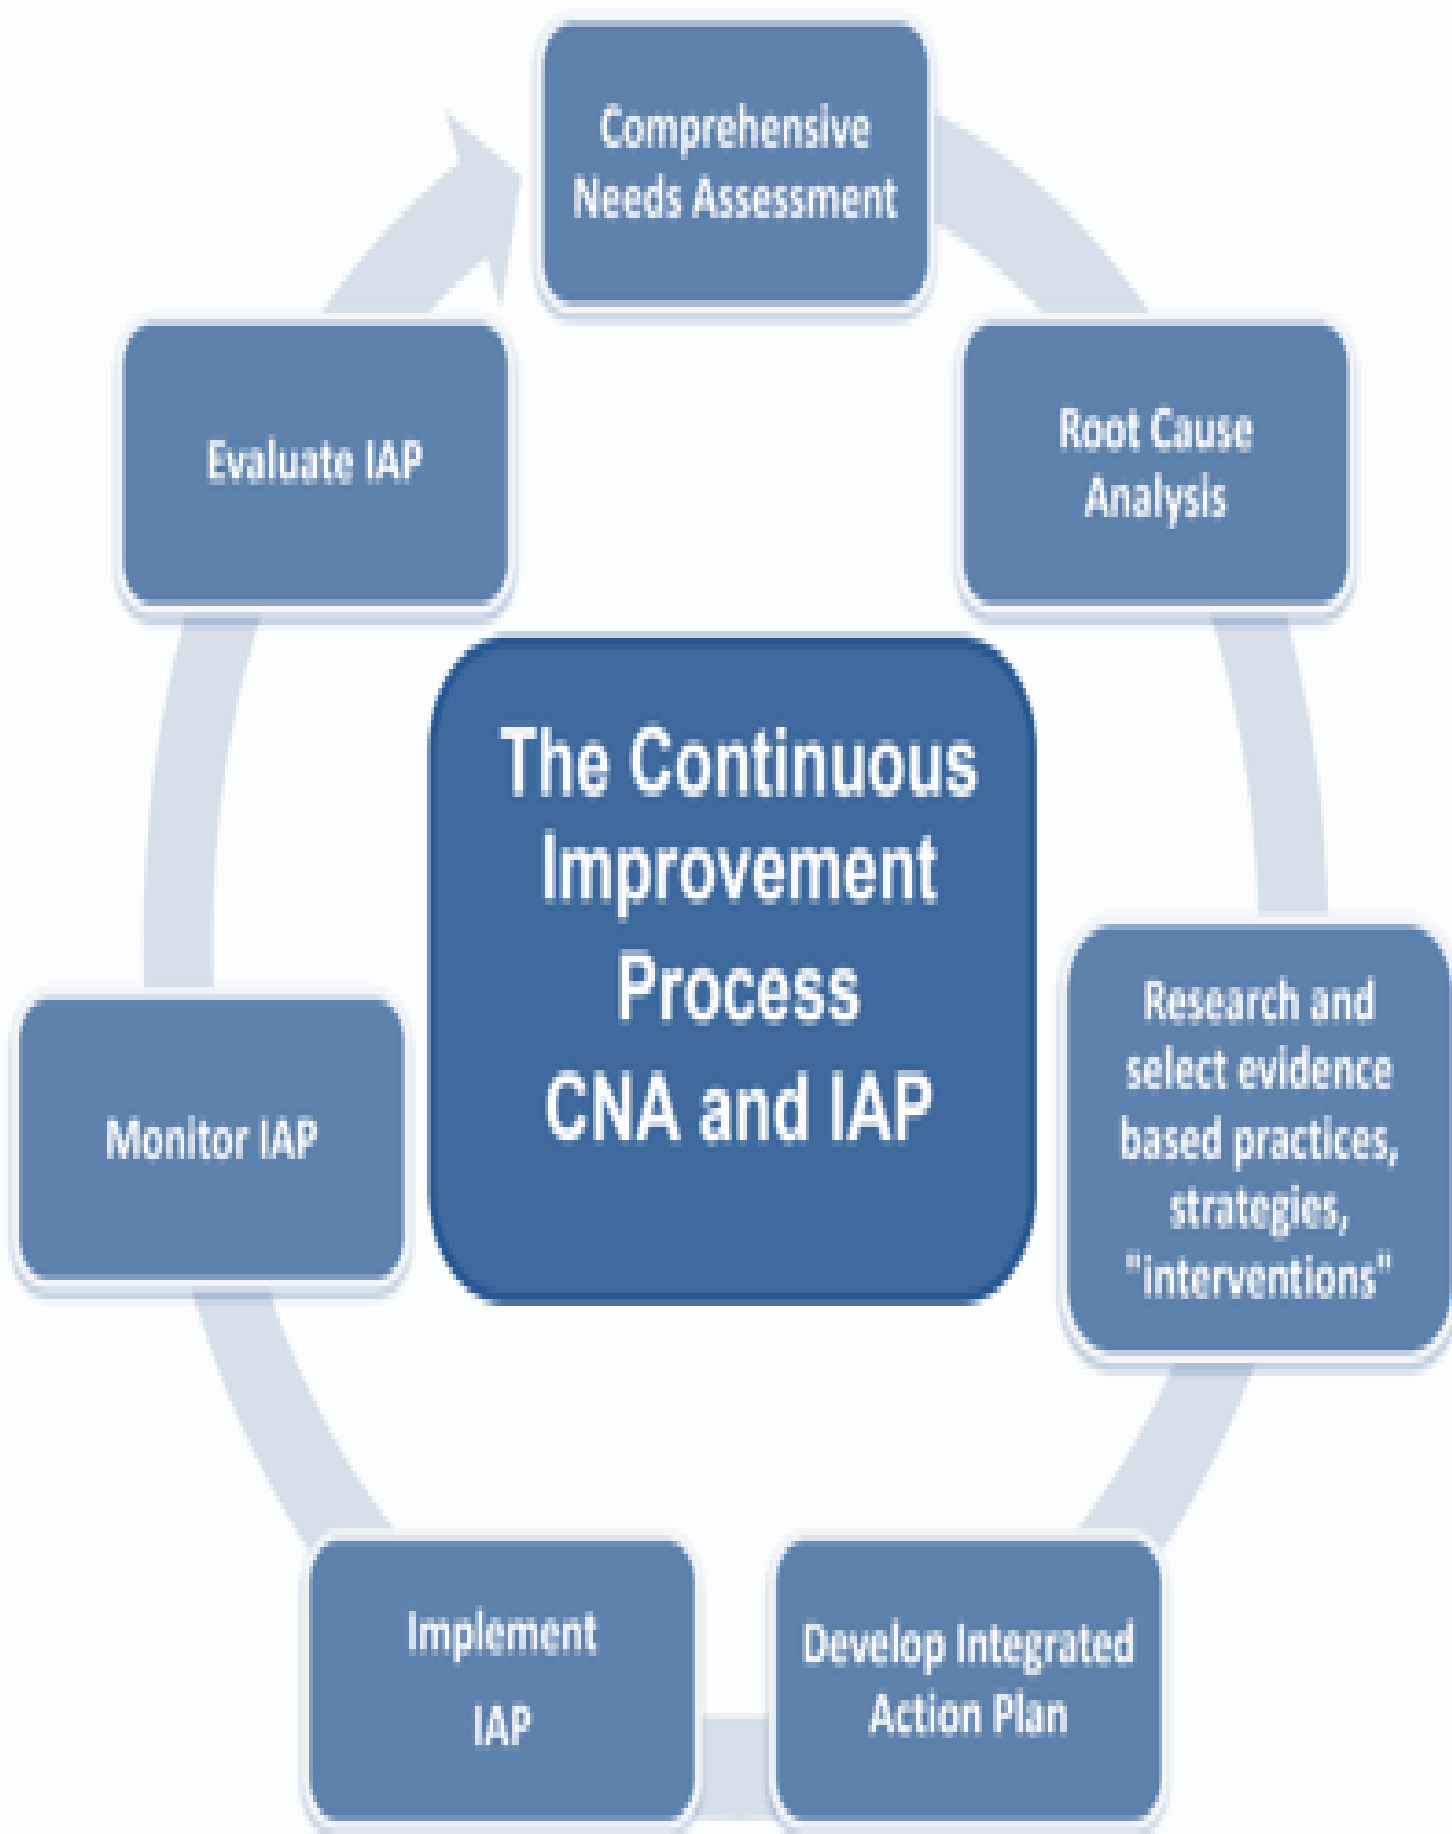 Comprehensive
Needs Assessment
Root Cause
Analysis
Research and
select evidence
based practices,
strategies,
"interventions"
Develop Integrated
Action Plan
Implement
IAP
Monitor IAP
Evaluate IAP
The Continuous
Improvement
Process
CNA and IAP